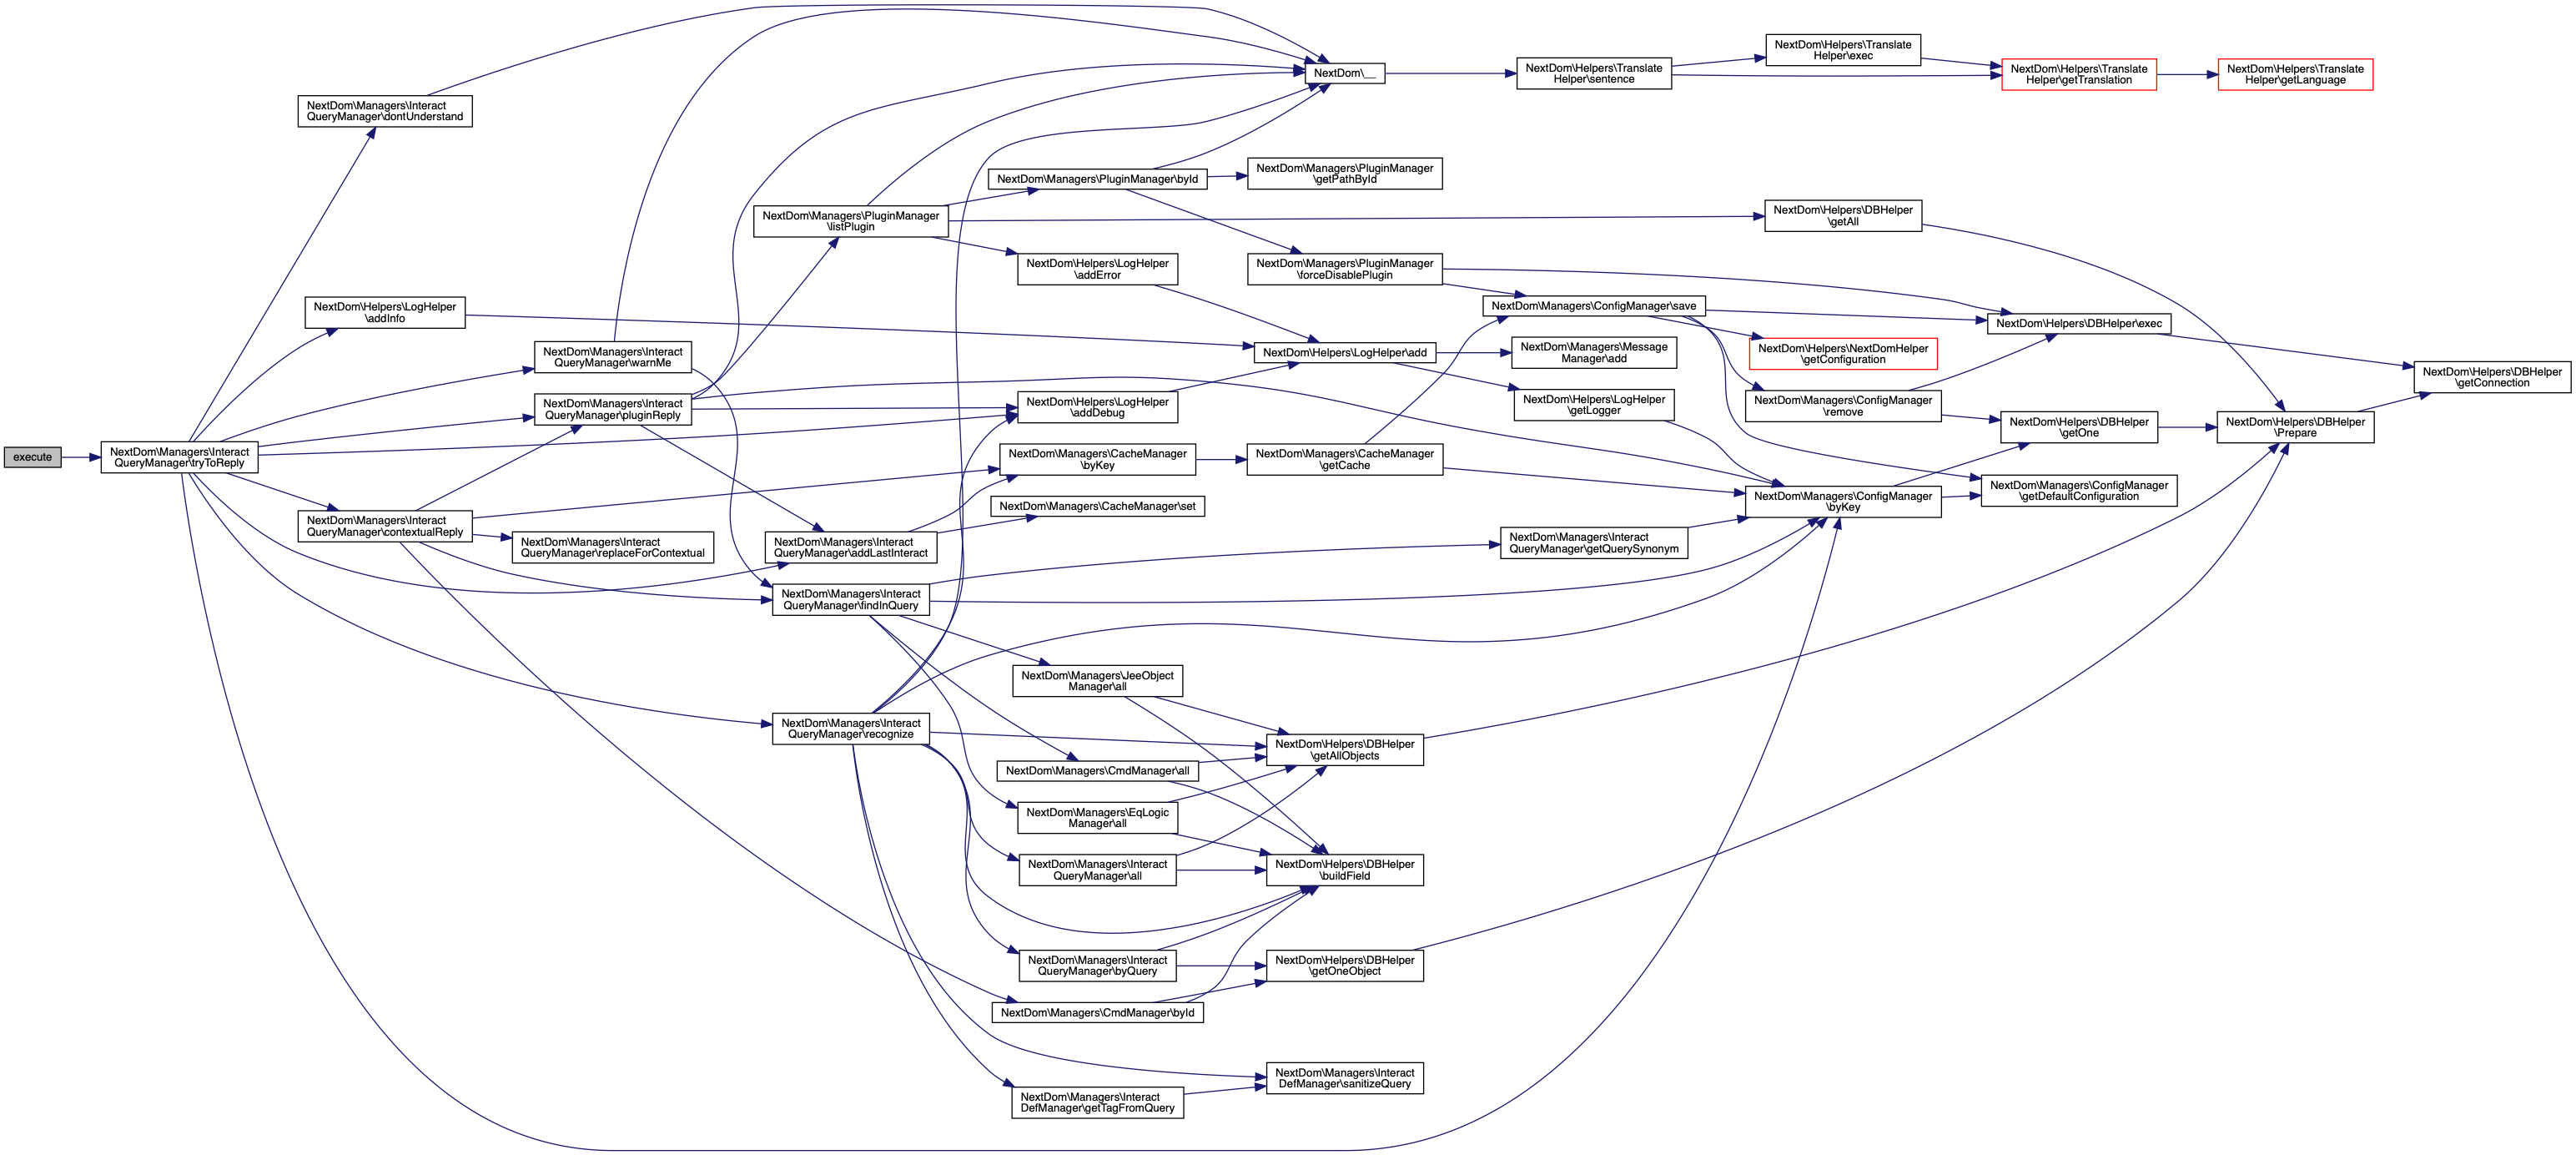 execute
NextDom\Managers\Interact
QueryManager\tryToReply
NextDom\Managers\Interact
QueryManager\dontUnderstand
NextDom\Helpers\LogHelper
\addInfo
NextDom\Managers\Interact
QueryManager\contextualReply
NextDom\Managers\Interact
QueryManager\warnMe
NextDom\Managers\Interact
QueryManager\pluginReply
NextDom\Managers\Interact
QueryManager\replaceForContextual
NextDom\Managers\PluginManager
\listPlugin
NextDom\Managers\Interact
QueryManager\addLastInteract
NextDom\Managers\Interact
QueryManager\findInQuery
NextDom\Managers\Interact
QueryManager\recognize
NextDom\Managers\PluginManager\byId
NextDom\Helpers\LogHelper
\addError
NextDom\Helpers\LogHelper
\addDebug
NextDom\Managers\CacheManager
\byKey
NextDom\Managers\CacheManager\set
NextDom\Managers\JeeObject
Manager\all
NextDom\Managers\CmdManager\all
NextDom\Managers\EqLogic
Manager\all
NextDom\Managers\Interact
QueryManager\all
NextDom\Managers\Interact
QueryManager\byQuery
NextDom\Managers\CmdManager\byId
NextDom\Managers\Interact
DefManager\getTagFromQuery
NextDom\__
NextDom\Managers\PluginManager
\getPathById
NextDom\Managers\PluginManager
\forceDisablePlugin
NextDom\Helpers\LogHelper\add
NextDom\Managers\CacheManager
\getCache
NextDom\Helpers\DBHelper
\getAllObjects
NextDom\Helpers\DBHelper
\buildField
NextDom\Helpers\DBHelper
\getOneObject
NextDom\Managers\Interact
DefManager\sanitizeQuery
NextDom\Helpers\Translate
Helper\sentence
NextDom\Managers\ConfigManager\save
NextDom\Managers\Message
Manager\add
NextDom\Helpers\LogHelper
\getLogger
NextDom\Managers\Interact
QueryManager\getQuerySynonym
NextDom\Helpers\Translate
Helper\exec
NextDom\Helpers\DBHelper
\getAll
NextDom\Helpers\NextDomHelper
\getConfiguration
NextDom\Managers\ConfigManager
\remove
NextDom\Managers\ConfigManager
\byKey
NextDom\Helpers\Translate
Helper\getTranslation
NextDom\Helpers\DBHelper\exec
NextDom\Helpers\DBHelper
\getOne
NextDom\Managers\ConfigManager
\getDefaultConfiguration
NextDom\Helpers\Translate
Helper\getLanguage
NextDom\Helpers\DBHelper
\Prepare
NextDom\Helpers\DBHelper
\getConnection